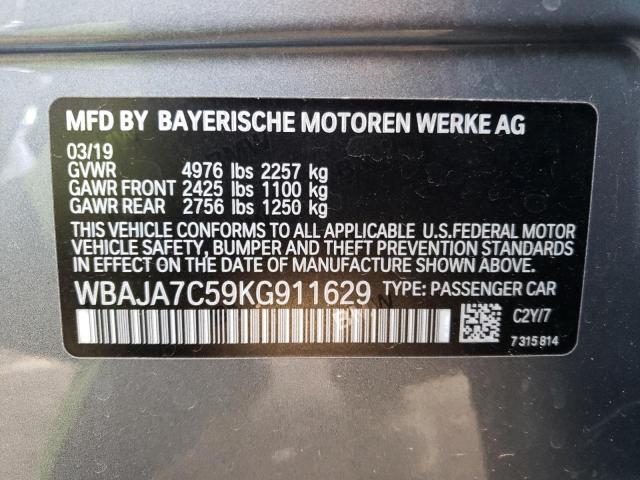 MFD BY BAYERISCHE MOTOREN WERKE AG
03/19
GVWR 4976 lbs 2257 kg
GAWR FRONT 2425 lbs 1100 kg
GAWR REAR 2756 lbs 1250 kg
THIS VEHICLE CONFORMS TO ALL APPLICABLE U.S.FEDERAL MOTOR
VEHICLE SAFETY, BUMPER AND THEFT PREVENTION STANDARDS
IN EFFECT ON THE DATE OF MANUFACTURE SHOWN ABOVE.
WBAJA7C59KG911629 TYPE: PASSENGER CAR
C2Y/7
7 315 814